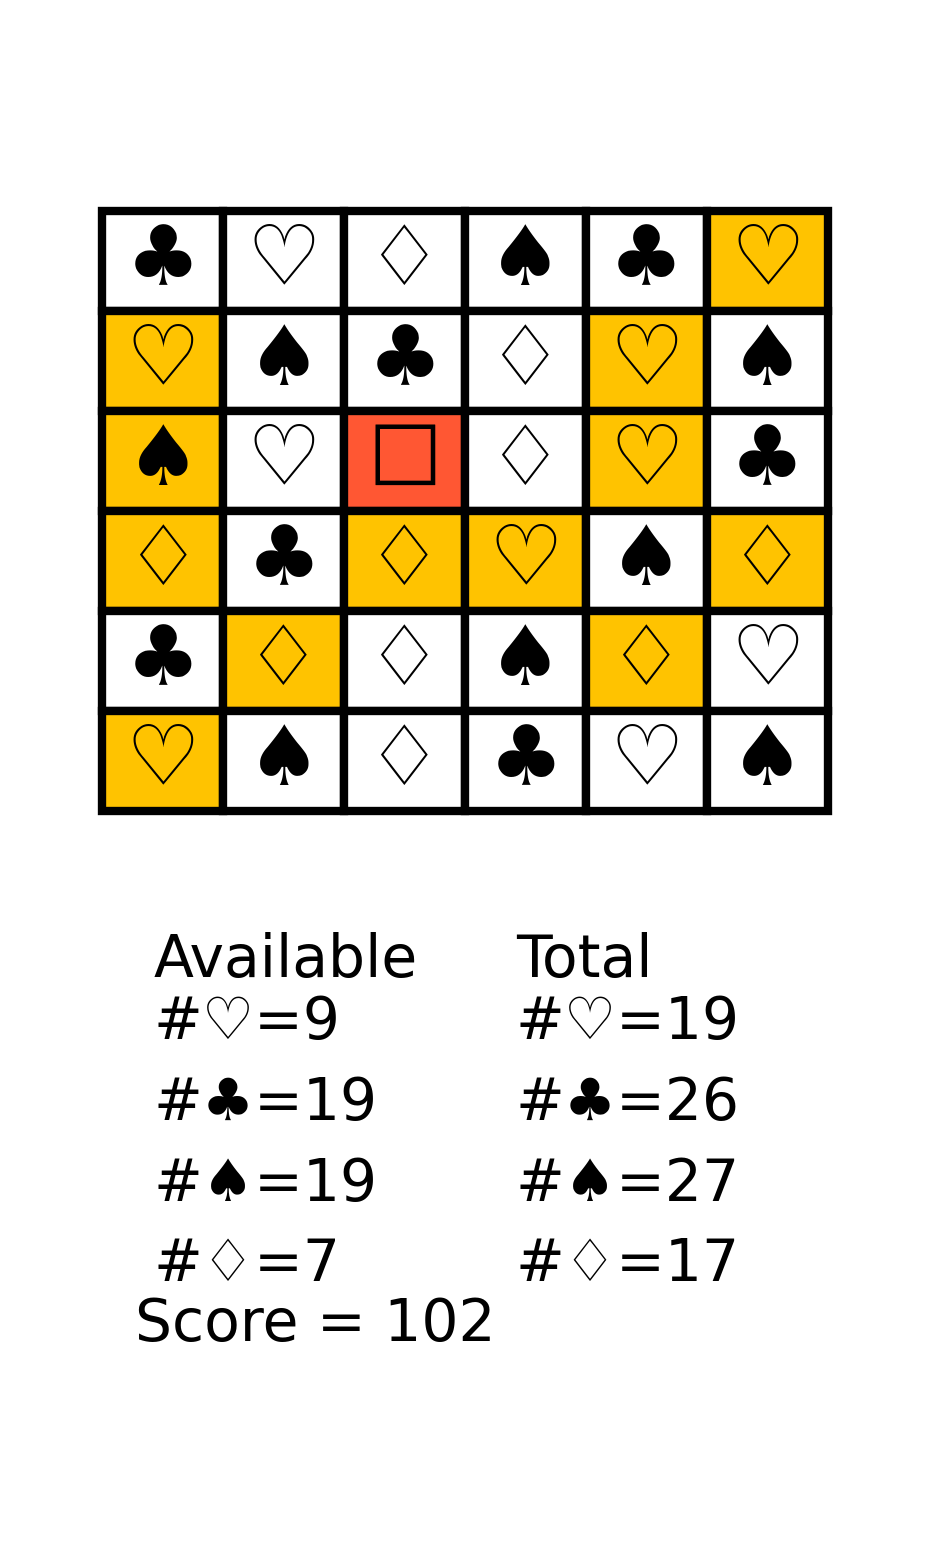 ♣ ♡ ♢ ♠ ♣ ♡
♡ ♠ ♣ ♢ ♡ ♠
♠ ♡ □ ♢ ♡ ♣
♢ ♣ ♢ ♡ ♠ ♢
♣ ♢ ♢ ♠ ♢ ♡
♡ ♠ ♢ ♣ ♡ ♠
Available Total
#♡=9 #♡=19
#♣=19 #♣=26
#♠=19 #♠=27
#♢=7 #♢=17
Score = 102